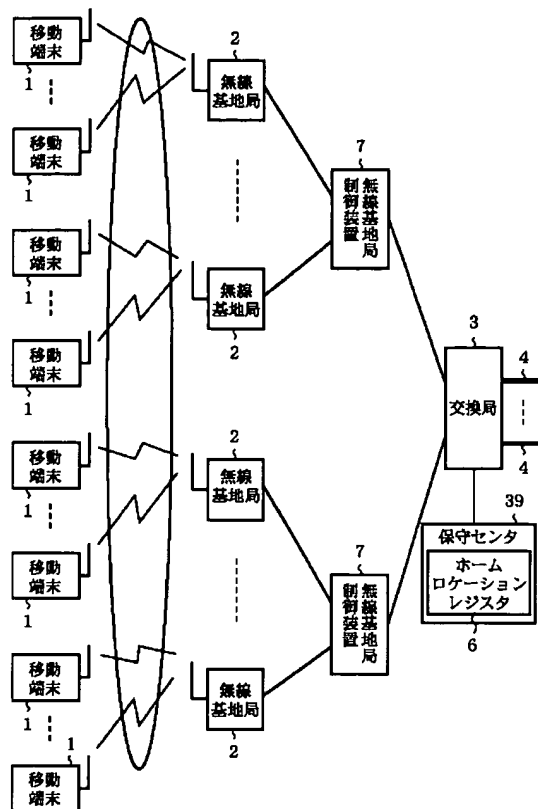 移動
端末
1
移動
端末
1
移動
端末
1
移動
端末
1
移動
端末
1
移動
端末
1
移動
端末
1
1
移動
端末
2
無線
基地局
無線
基地局
2
2
無線
基地局
無線
基地局
2
7
無線基地局
制御装置
7
無線基地局
制御装置
3
交換局
4
4
39
保守センタ
ホーム
ロケーション
レジスタ
6